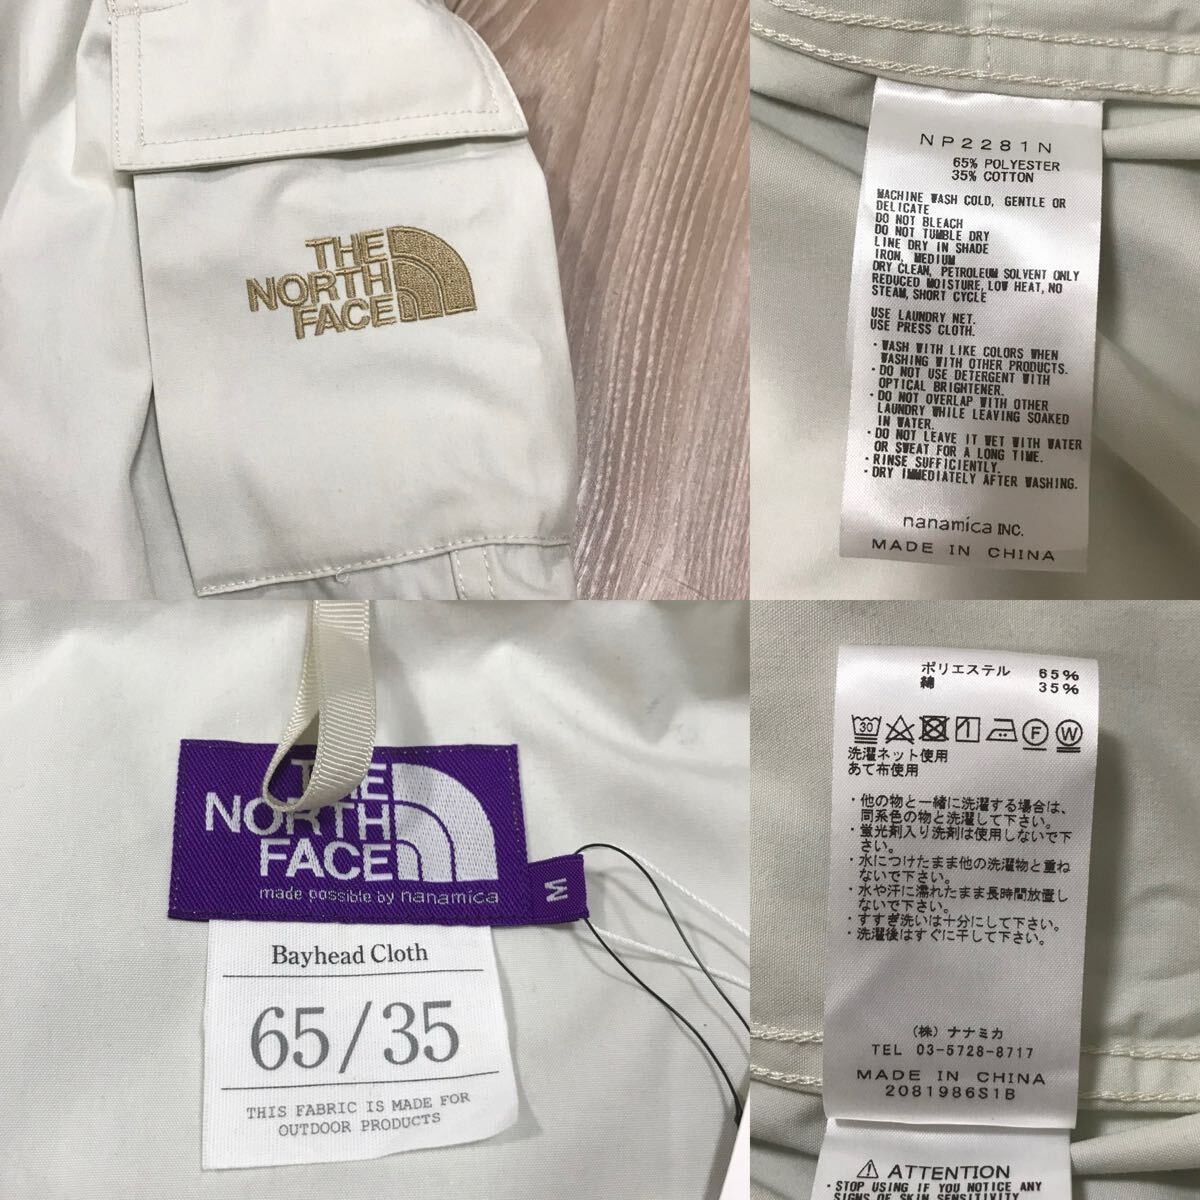 THE
NORTH
FACE
NP2281N
65% POLYESTER
35% COTTON
MACHINE WASH COLD, GENTLE OR
DELICATE
DO NOT BLEACH
DO NOT TUMBLE DRY
LINE DRY IN SHADE
IRON, MEDIUM
DRY CLEAN, PETROLEUM SOLVENT ONLY
REDUCED MOISTURE, LOW HEAT, NO
STEAM, SHORT CYCLE
USE LAUNDRY NET.
USE PRESS CLOTH.
・WASH WITH LIKE COLORS WHEN
WASHING WITH OTHER PRODUCTS.
・DO NOT USE DETERGENT WITH
OPTICAL BRIGHTENER.
・DO NOT OVERLAP WITH OTHER
LAUNDRY WHILE LEAVING SOAKED
IN WATER.
・DO NOT LEAVE IT WET WITH WATER
OR SWEAT FOR A LONG TIME.
・RINSE SUFFICIENTLY.
・DRY IMMEDIATELY AFTER WASHING.
nanamica INC.
MADE IN CHINA
THE
NORTH
FACE
made possible by nanamica
M
Bayhead Cloth
65/35
THIS FABRIC IS MADE FOR
OUTDOOR PRODUCTS
ポリエステル 65%
綿 35%
30 F W
洗濯ネット使用
あて布使用
・他の物と一緒に洗濯する場合は、
同系色の物と洗濯して下さい。
・蛍光剤入り洗剤は使用しないで下
さい。
・水につけたまま他の洗濯物と重ね
ないで下さい。
・水や汗に濡れたまま長時間放置し
ないで下さい。
・すすぎ洗いは十分にして下さい。
・洗濯後はすぐに干して下さい。
(株) ナナミカ
TEL 03-5728-8717
MADE IN CHINA
2081986S1B
⚠ ATTENTION
・STOP USING IF YOU NOTICE ANY
SIGNS OF SKIN SENSITIVITY